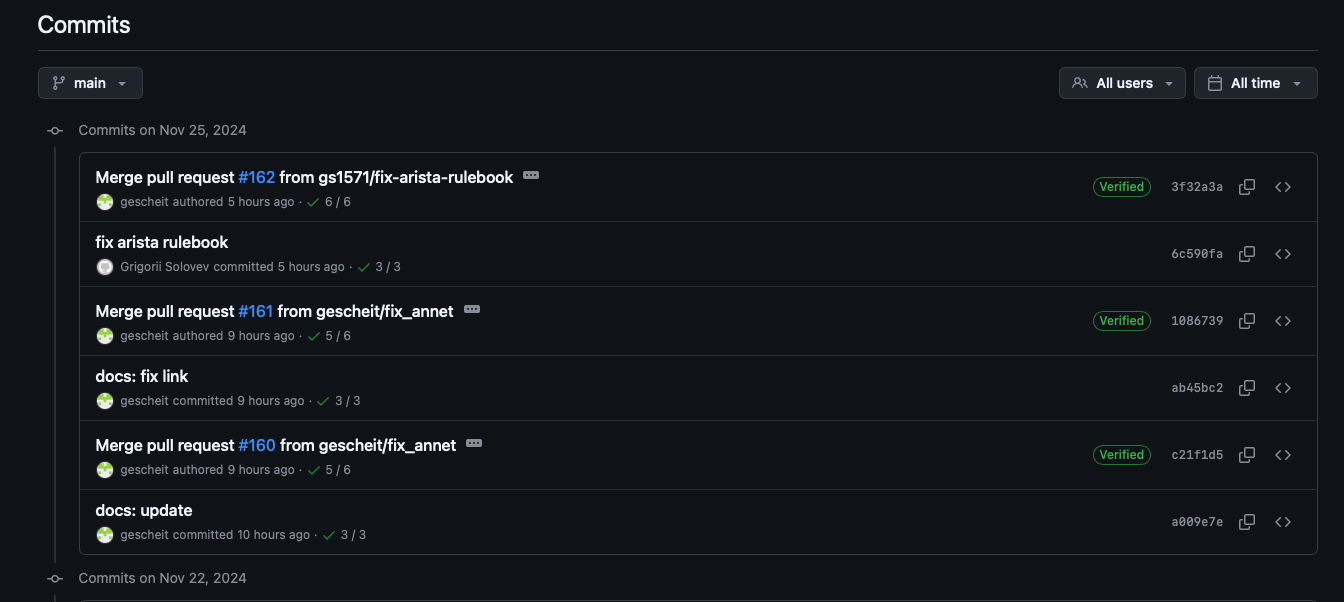 Commits
main
All users
All time
Commits on Nov 25, 2024
Merge pull request #162 from gs1571/fix-arista-rulebook
Verified
3f32a3a
gescheit authored 5 hours ago · 6 / 6
fix arista rulebook
6c590fa
Grigorii Solovev committed 5 hours ago · 3 / 3
Merge pull request #161 from gescheit/fix_annet
Verified
1086739
gescheit authored 9 hours ago · 5 / 6
docs: fix link
ab45bc2
gescheit committed 9 hours ago · 3 / 3
Merge pull request #160 from gescheit/fix_annet
Verified
c21f1d5
gescheit authored 9 hours ago · 5 / 6
docs: update
a009e7e
gescheit committed 10 hours ago · 3 / 3
Commits on Nov 22, 2024